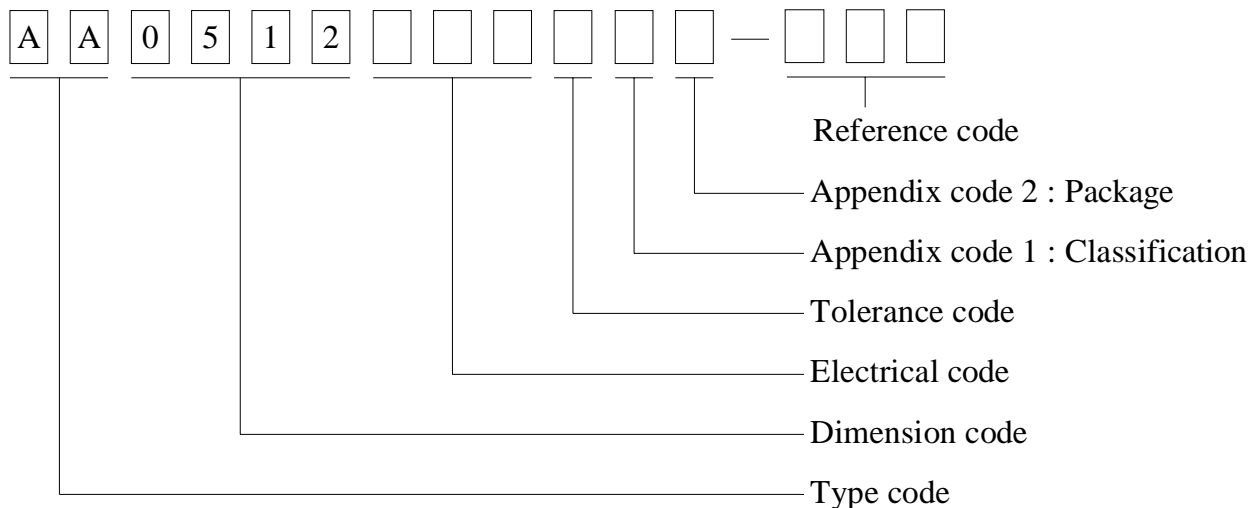 A A 0 5 1 2 —
Reference code
Appendix code 2 : Package
Appendix code 1 : Classification
Tolerance code
Electrical code
Dimension code
Type code